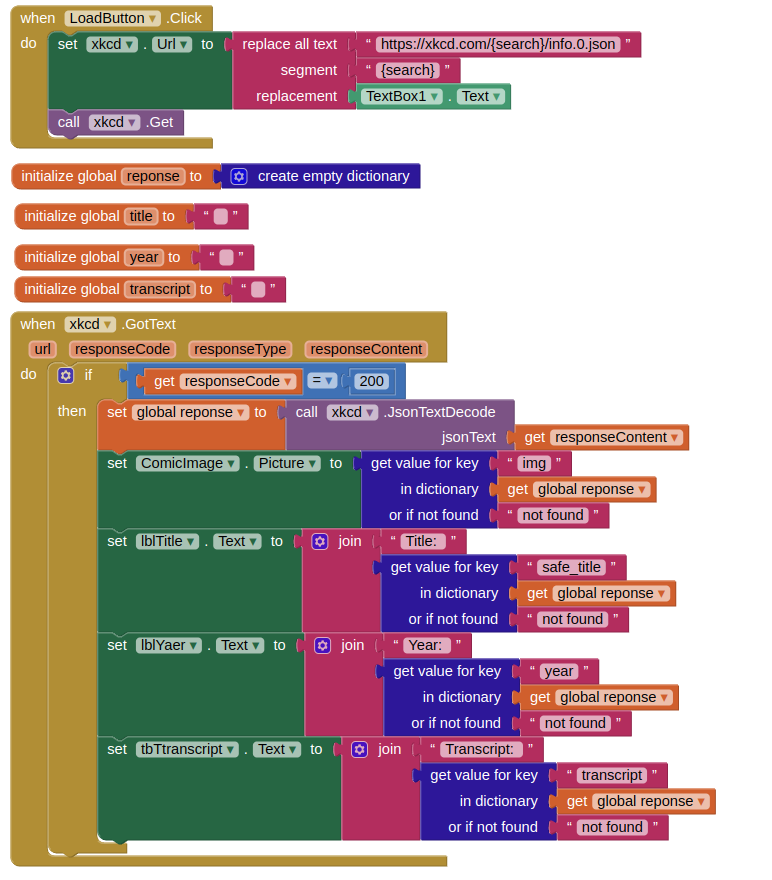 when LoadButton .Click
do set xkcd . Url to replace all text “ https://xkcd.com/{search}/info.0.json ”
segment “ {search} ”
replacement TextBox1 . Text
call xkcd .Get
initialize global reponse to create empty dictionary
initialize global title to “ ”
initialize global year to “ ”
initialize global transcript to “ ”
when xkcd .GotText
url responseCode responseType responseContent
do if get responseCode = 200
then set global reponse to call xkcd .JsonTextDecode
jsonText get responseContent
set ComicImage . Picture to get value for key “ img ”
in dictionary get global reponse
or if not found “ not found ”
set lblTitle . Text to join “ Title: ”
get value for key “ safe_title ”
in dictionary get global reponse
or if not found “ not found ”
set lblYaer . Text to join “ Year: ”
get value for key “ year ”
in dictionary get global reponse
or if not found “ not found ”
set tbTtranscript . Text to join “ Transcript: ”
get value for key “ transcript ”
in dictionary get global reponse
or if not found “ not found ”